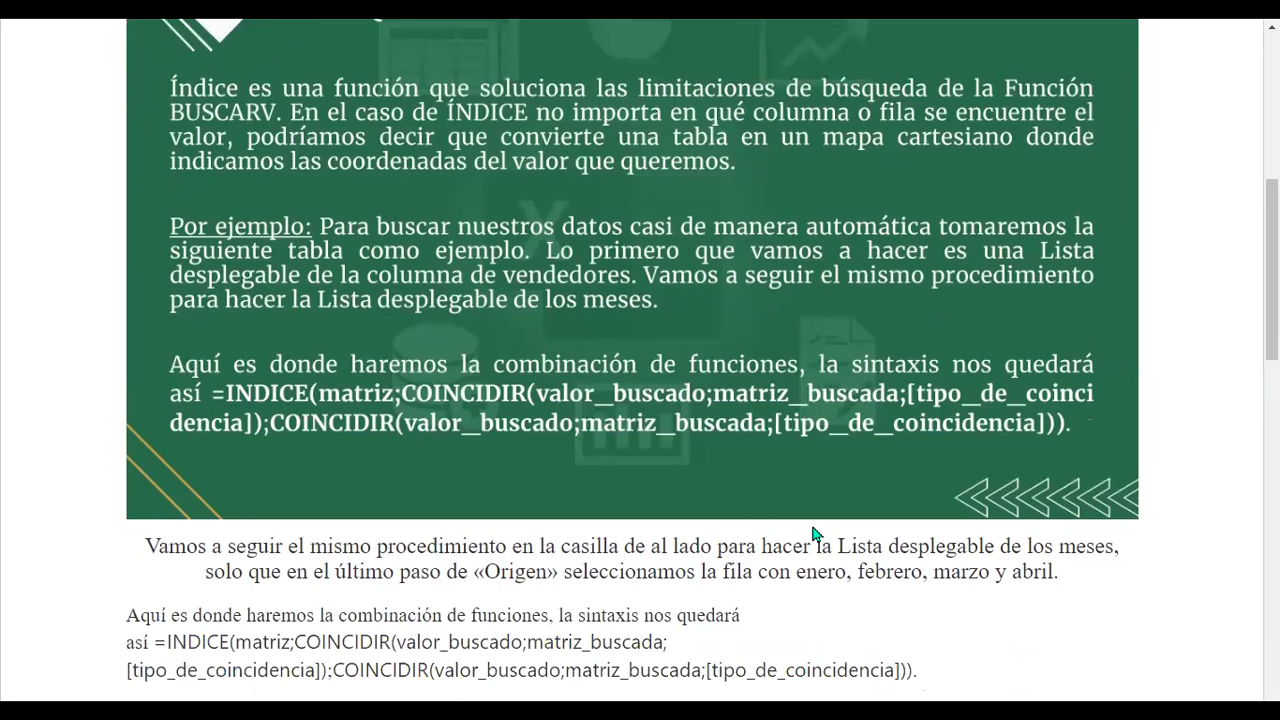 Índice es una función que soluciona las limitaciones de búsqueda de la Función
BUSCARV. En el caso de ÍNDICE no importa en qué columna o fila se encuentre el
valor, podríamos decir que convierte una tabla en un mapa cartesiano donde
indicamos las coordenadas del valor que queremos.
Por ejemplo: Para buscar nuestros datos casi de manera automática tomaremos la
siguiente tabla como ejemplo. Lo primero que vamos a hacer es una Lista
desplegable de la columna de vendedores. Vamos a seguir el mismo procedimiento
para hacer la Lista desplegable de los meses.
Aquí es donde haremos la combinación de funciones, la sintaxis nos quedará
así =INDICE(matriz;COINCIDIR(valor_buscado;matriz_buscada;[tipo_de_coinci
dencia]);COINCIDIR(valor_buscado;matriz_buscada;[tipo_de_coincidencia])).
Vamos a seguir el mismo procedimiento en la casilla de al lado para hacer la Lista desplegable de los meses,
solo que en el último paso de «Origen» seleccionamos la fila con enero, febrero, marzo y abril.
Aquí es donde haremos la combinación de funciones, la sintaxis nos quedará
así =INDICE(matriz;COINCIDIR(valor_buscado;matriz_buscada;
[tipo_de_coincidencia]);COINCIDIR(valor_buscado;matriz_buscada;[tipo_de_coincidencia])).